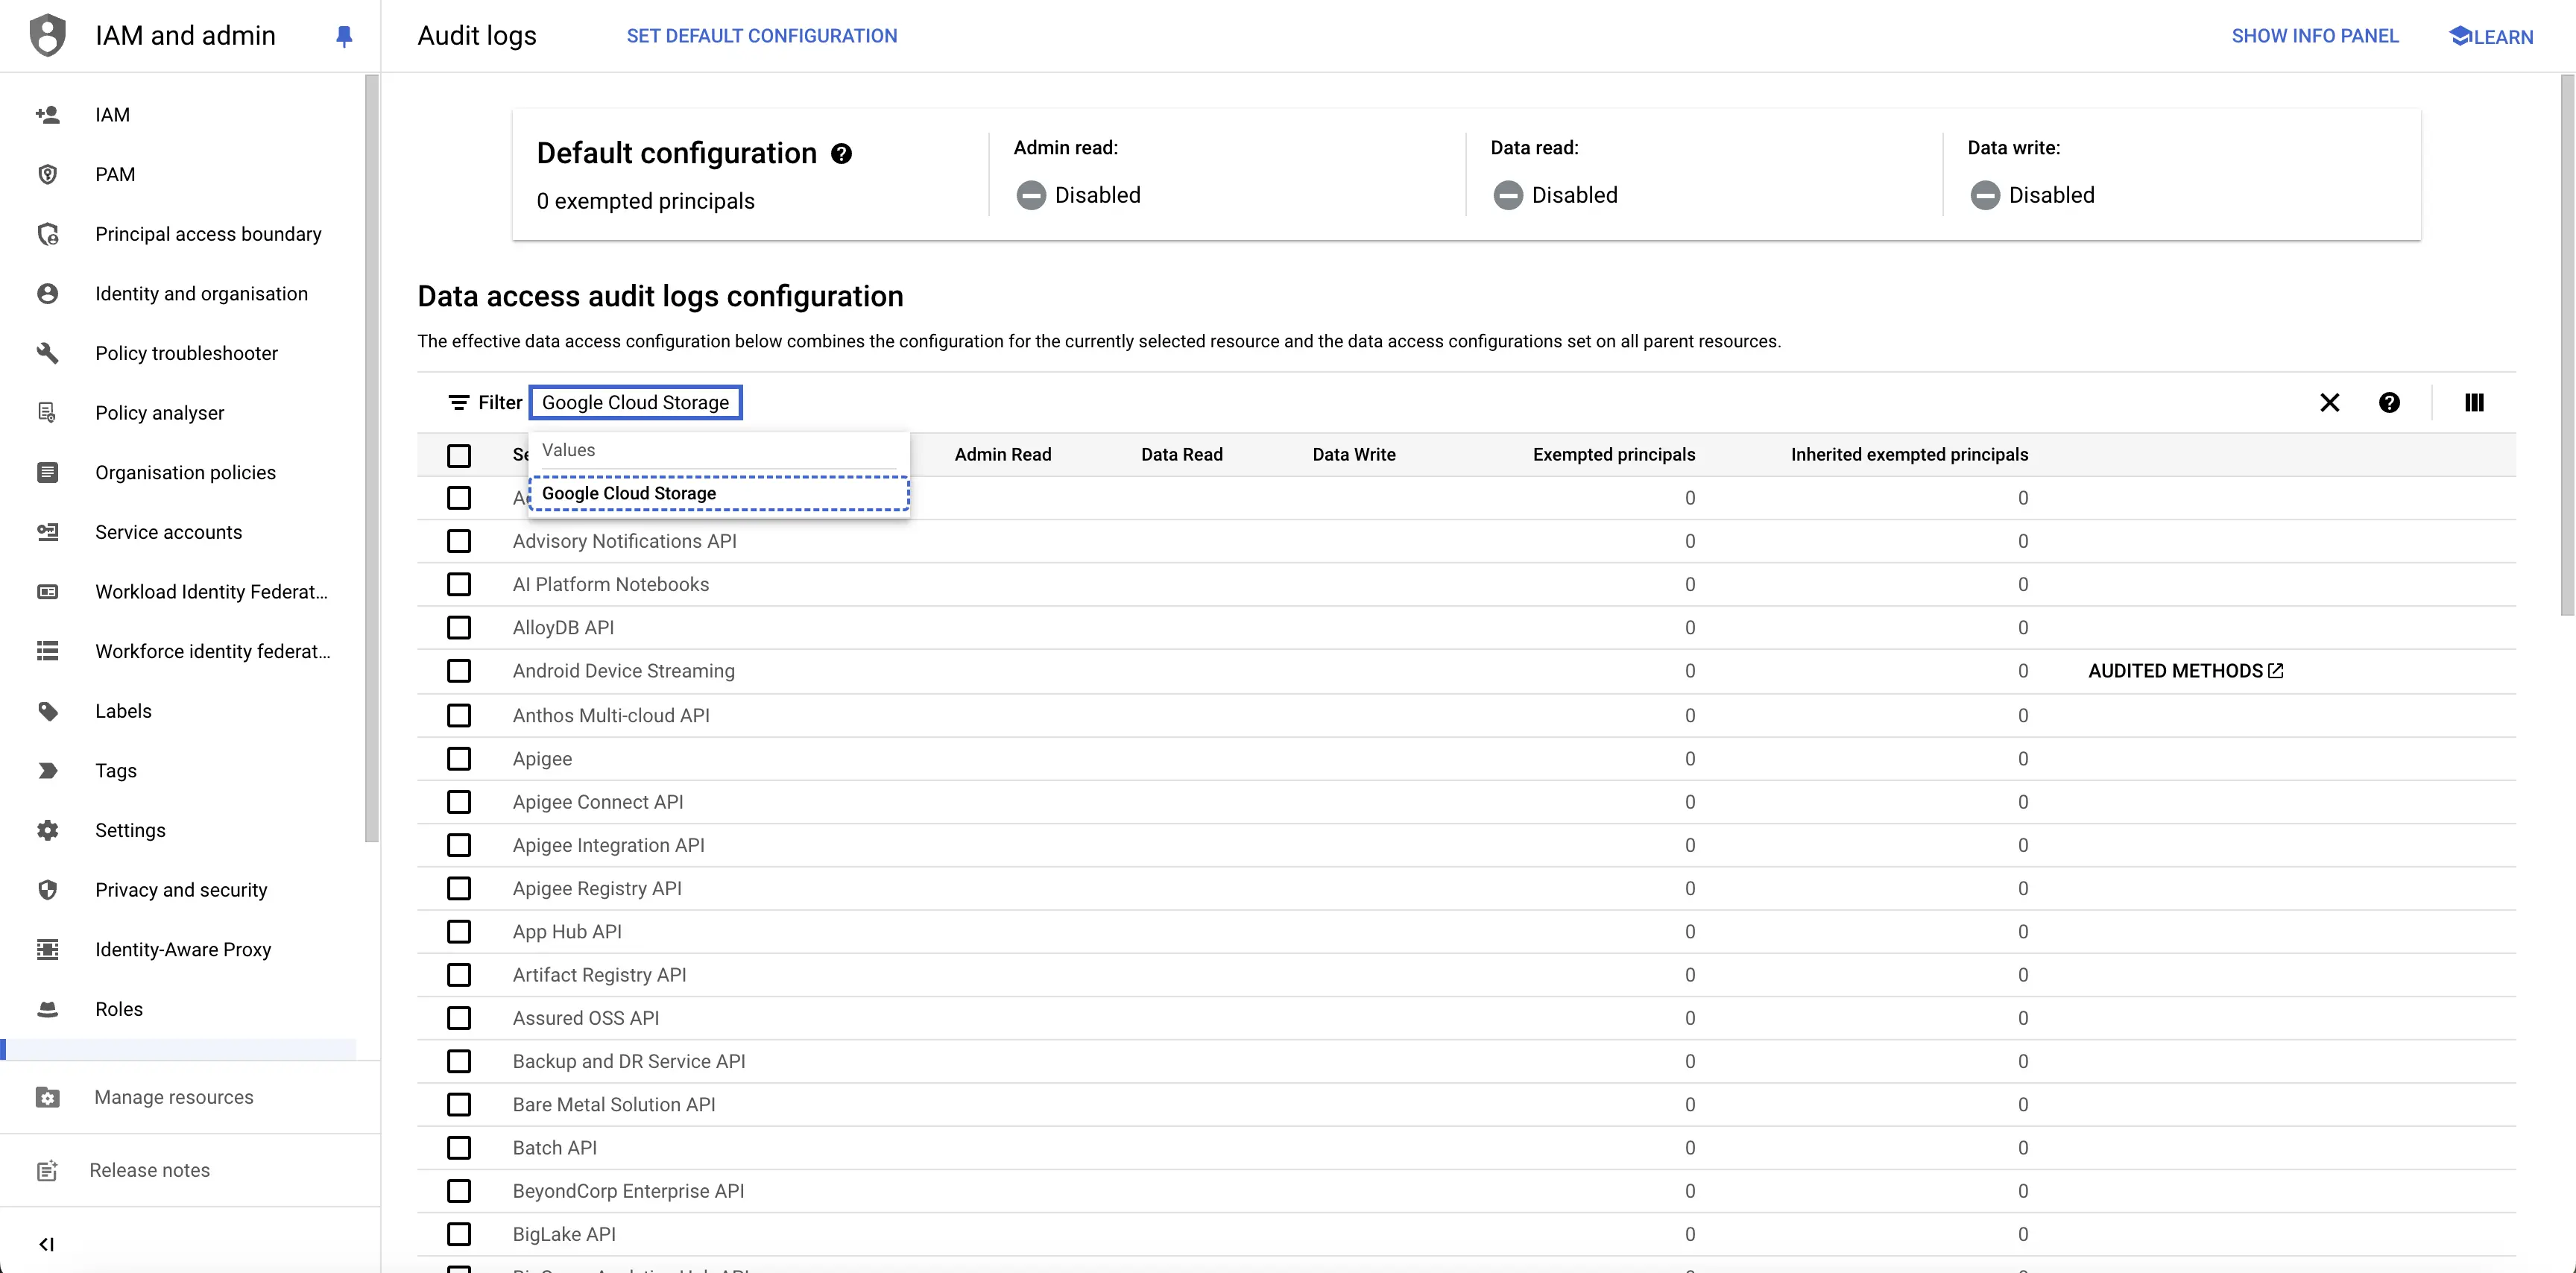 IAM and admin
Audit logs
SET DEFAULT CONFIGURATION
SHOW INFO PANEL
LEARN
IAM
PAM
Principal access boundary
Identity and organisation
Policy troubleshooter
Policy analyser
Organisation policies
Service accounts
Workload Identity Federat...
Workforce identity federat...
Labels
Tags
Settings
Privacy and security
Identity-Aware Proxy
Roles
Manage resources
Release notes
Default configuration
0 exempted principals
Admin read:
Disabled
Data read:
Disabled
Data write:
Disabled
Data access audit logs configuration
The effective data access configuration below combines the configuration for the currently selected resource and the data access configurations set on all parent resources.
Filter Google Cloud Storage
Values
Google Cloud Storage
Admin Read Data Read Data Write Exempted principals Inherited exempted principals
0 0
Advisory Notifications API 0 0
AI Platform Notebooks 0 0
AlloyDB API 0 0
Android Device Streaming 0 0 AUDITED METHODS
Anthos Multi-cloud API 0 0
Apigee 0 0
Apigee Connect API 0 0
Apigee Integration API 0 0
Apigee Registry API 0 0
App Hub API 0 0
Artifact Registry API 0 0
Assured OSS API 0 0
Backup and DR Service API 0 0
Bare Metal Solution API 0 0
Batch API 0 0
BeyondCorp Enterprise API 0 0
BigLake API 0 0